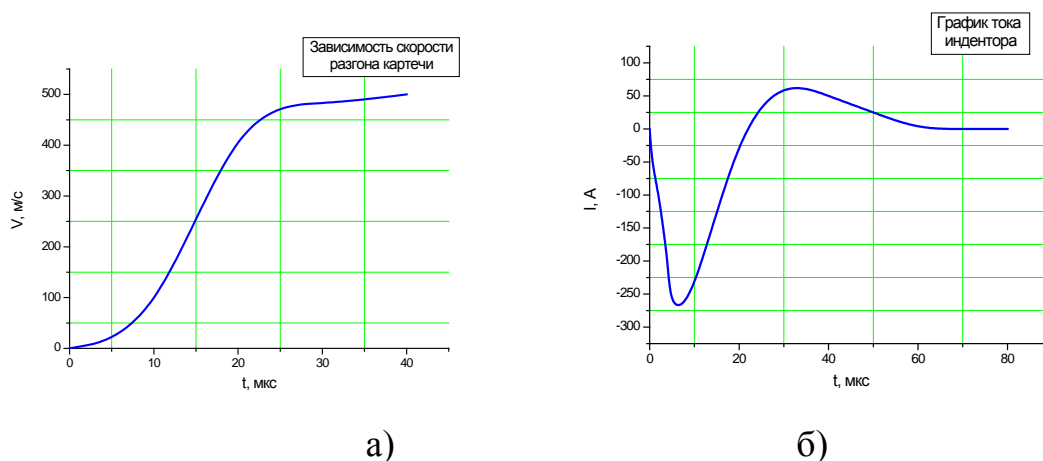 Зависимость скорости
разгона картечи
500
400
300
200
100
0
V, м/с
0 10 20 30 40
t, мкс
а)
График тока
индентора
100
50
0
-50
-100
-150
-200
-250
-300
I, А
0 20 40 60 80
t, мкс
б)